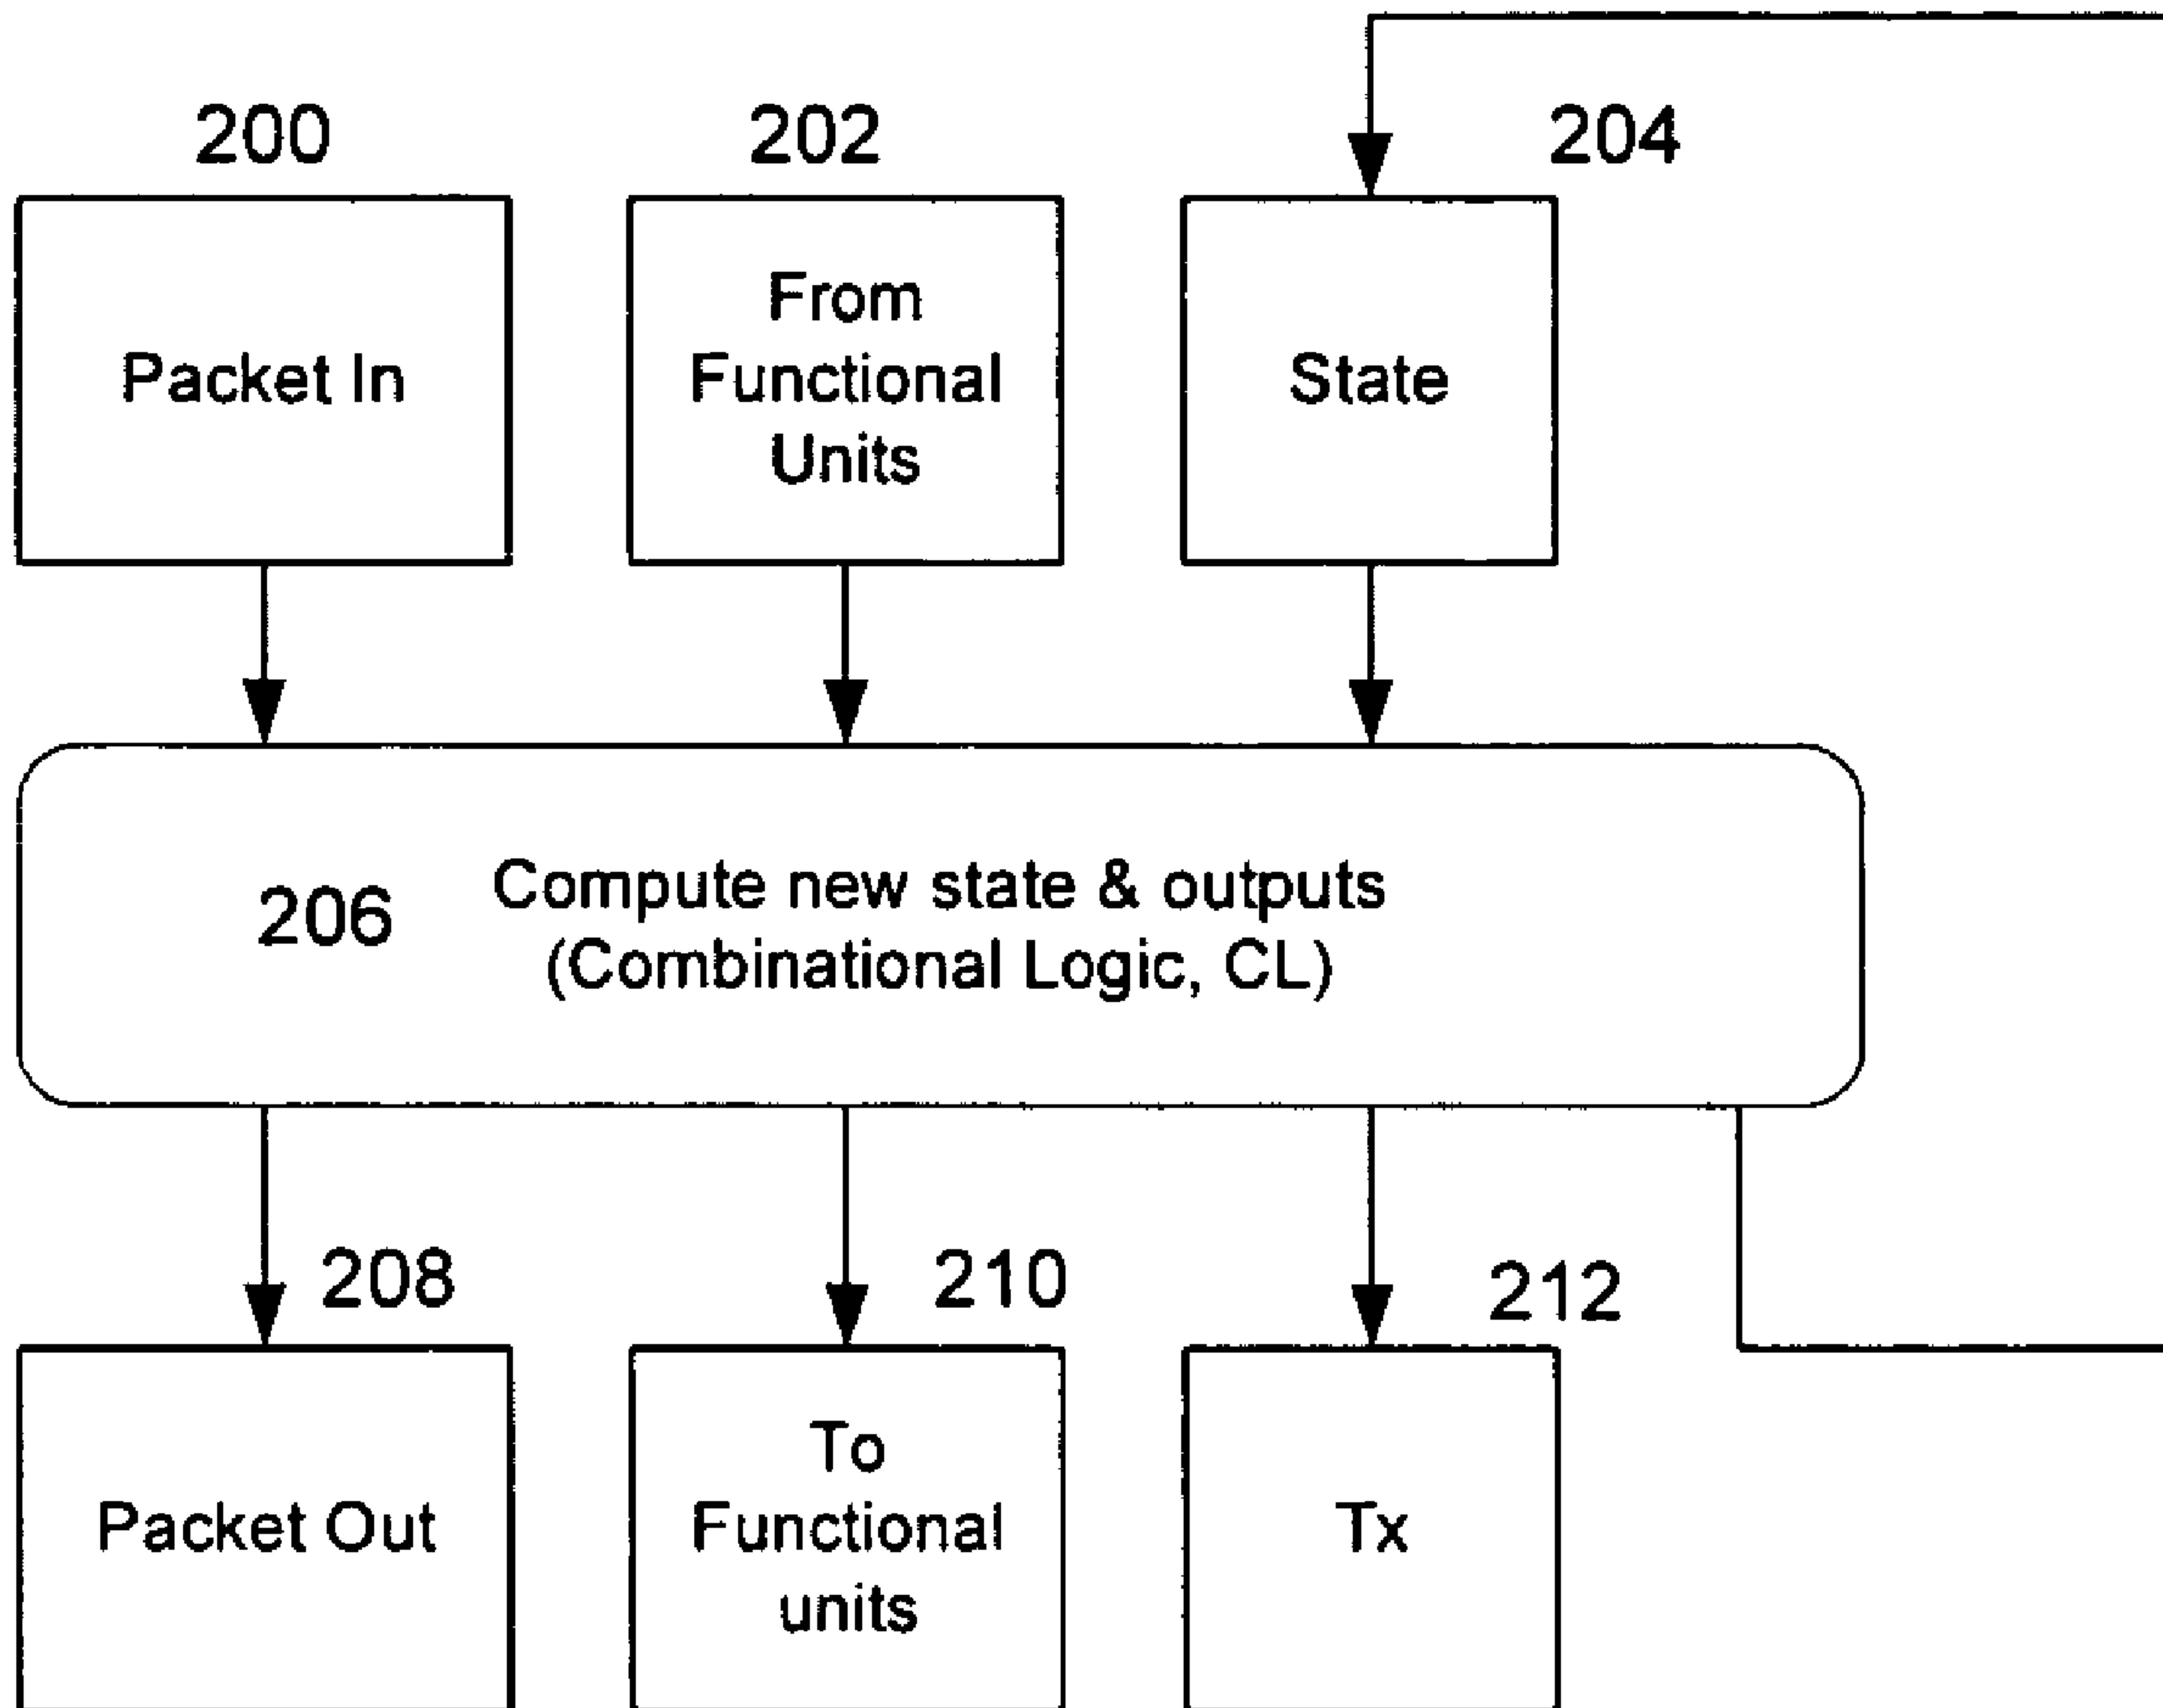 200
202
204
Packet In
From
Functional
Units
State
206
Compute new state & outputs
(Combinational Logic, CL)
208
210
212
Packet Out
To
Functional
units
Tx